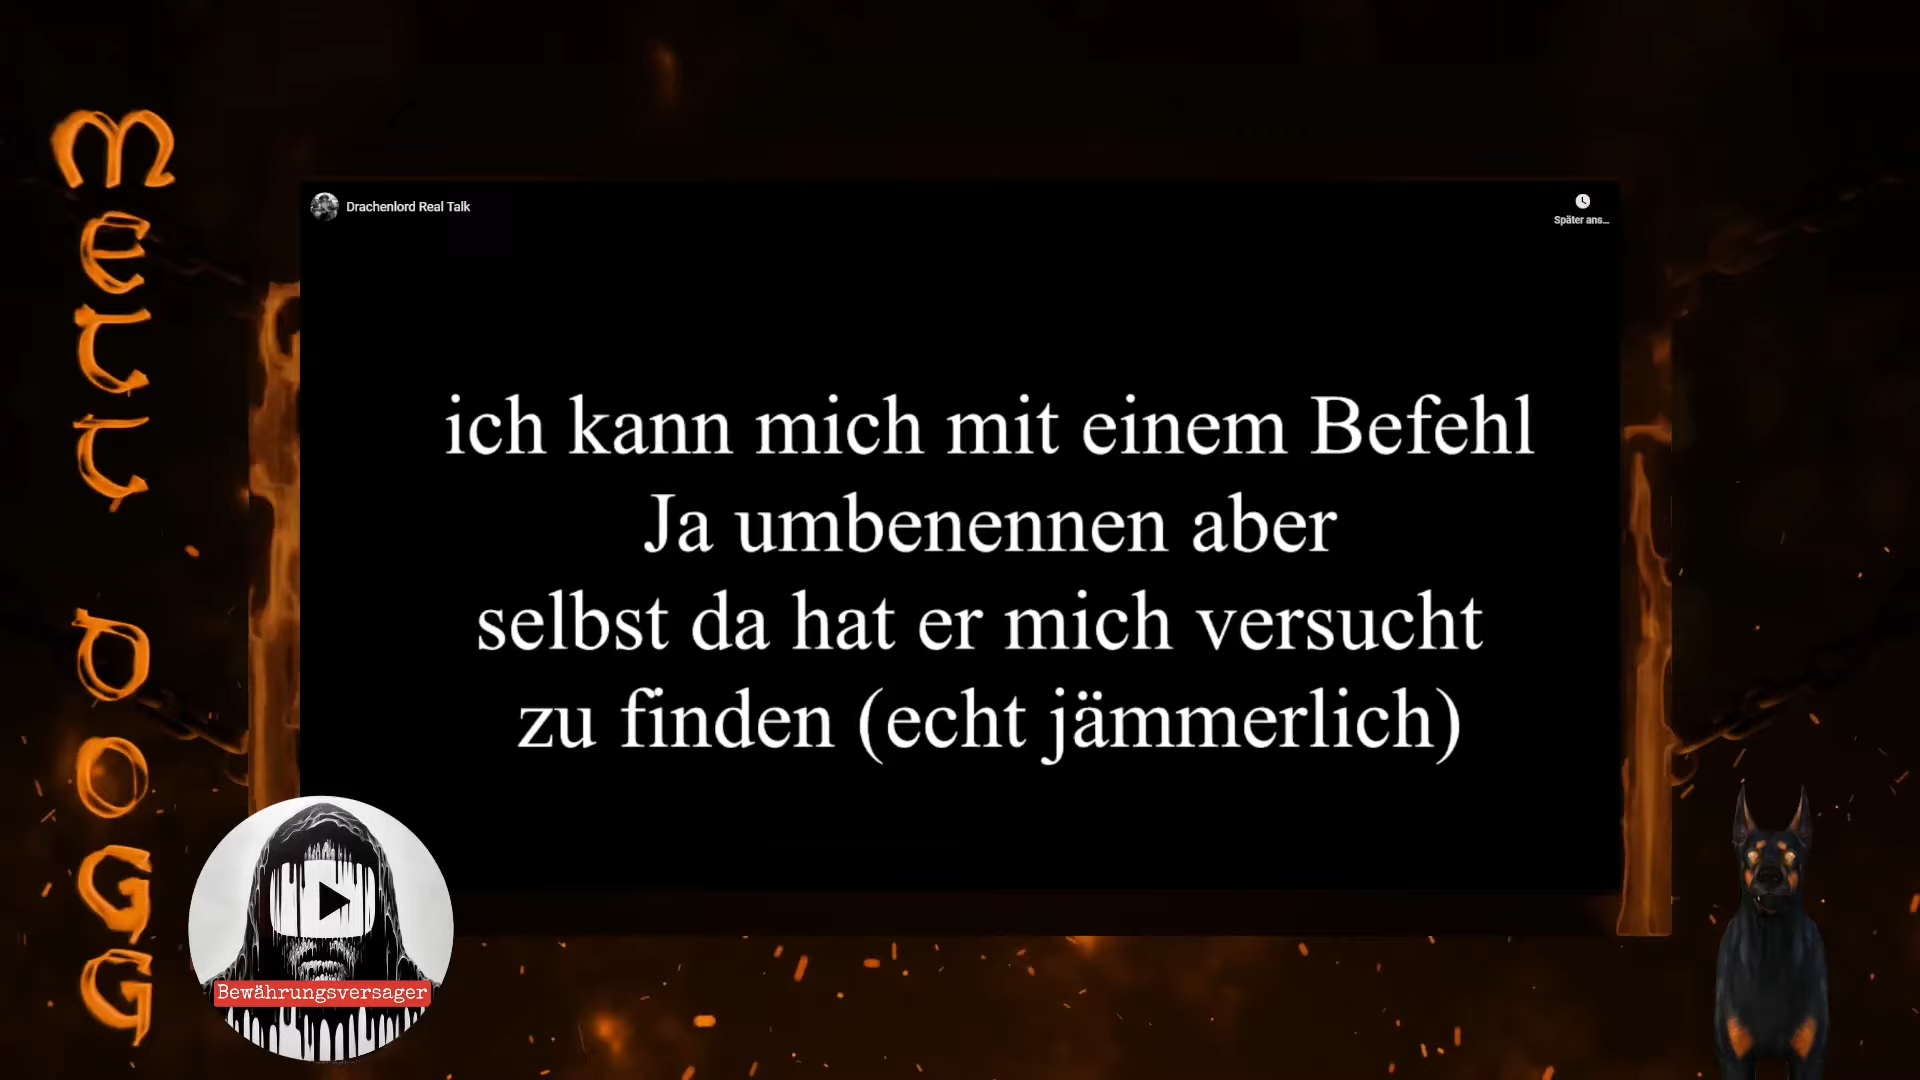 Mett Dogg
Drachenlord Real Talk
Später ans...
ich kann mich mit einem Befehl
Ja umbenennen aber
selbst da hat er mich versucht
zu finden (echt jämmerlich)
Bewährungsversager